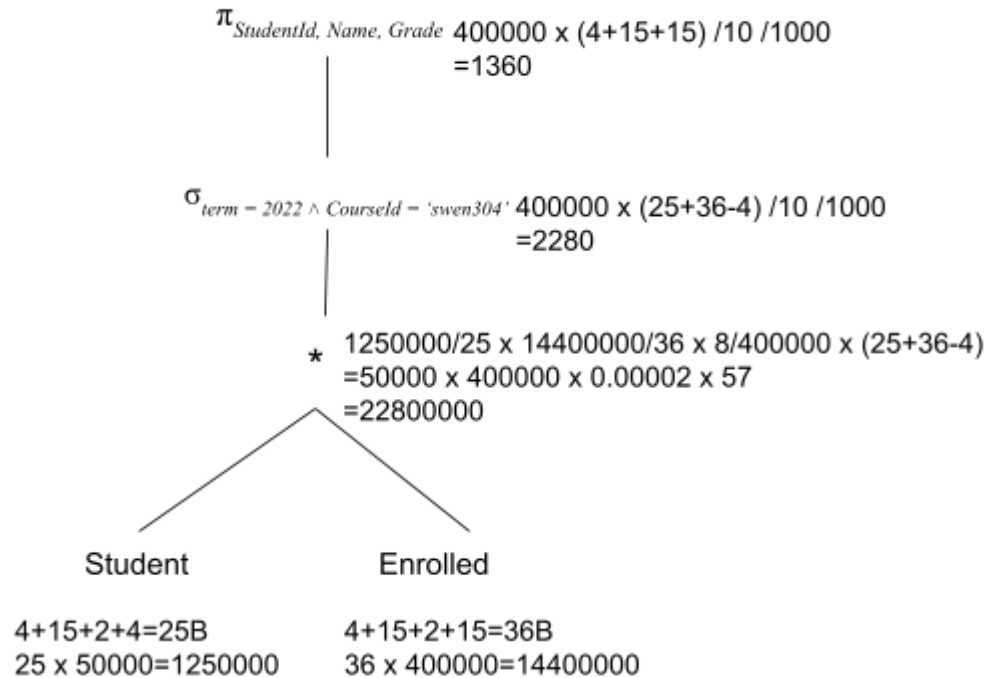 π StudentId, Name, Grade 400000 x (4+15+15) /10 /1000
=1360
σ term = 2022 ∧ CourseId = ‘swen304’ 400000 x (25+36-4) /10 /1000
=2280
* 1250000/25 x 14400000/36 x 8/400000 x (25+36-4)
=50000 x 400000 x 0.00002 x 57
=22800000
Student Enrolled
4+15+2+4=25B 4+15+2+15=36B
25 x 50000=1250000 36 x 400000=14400000